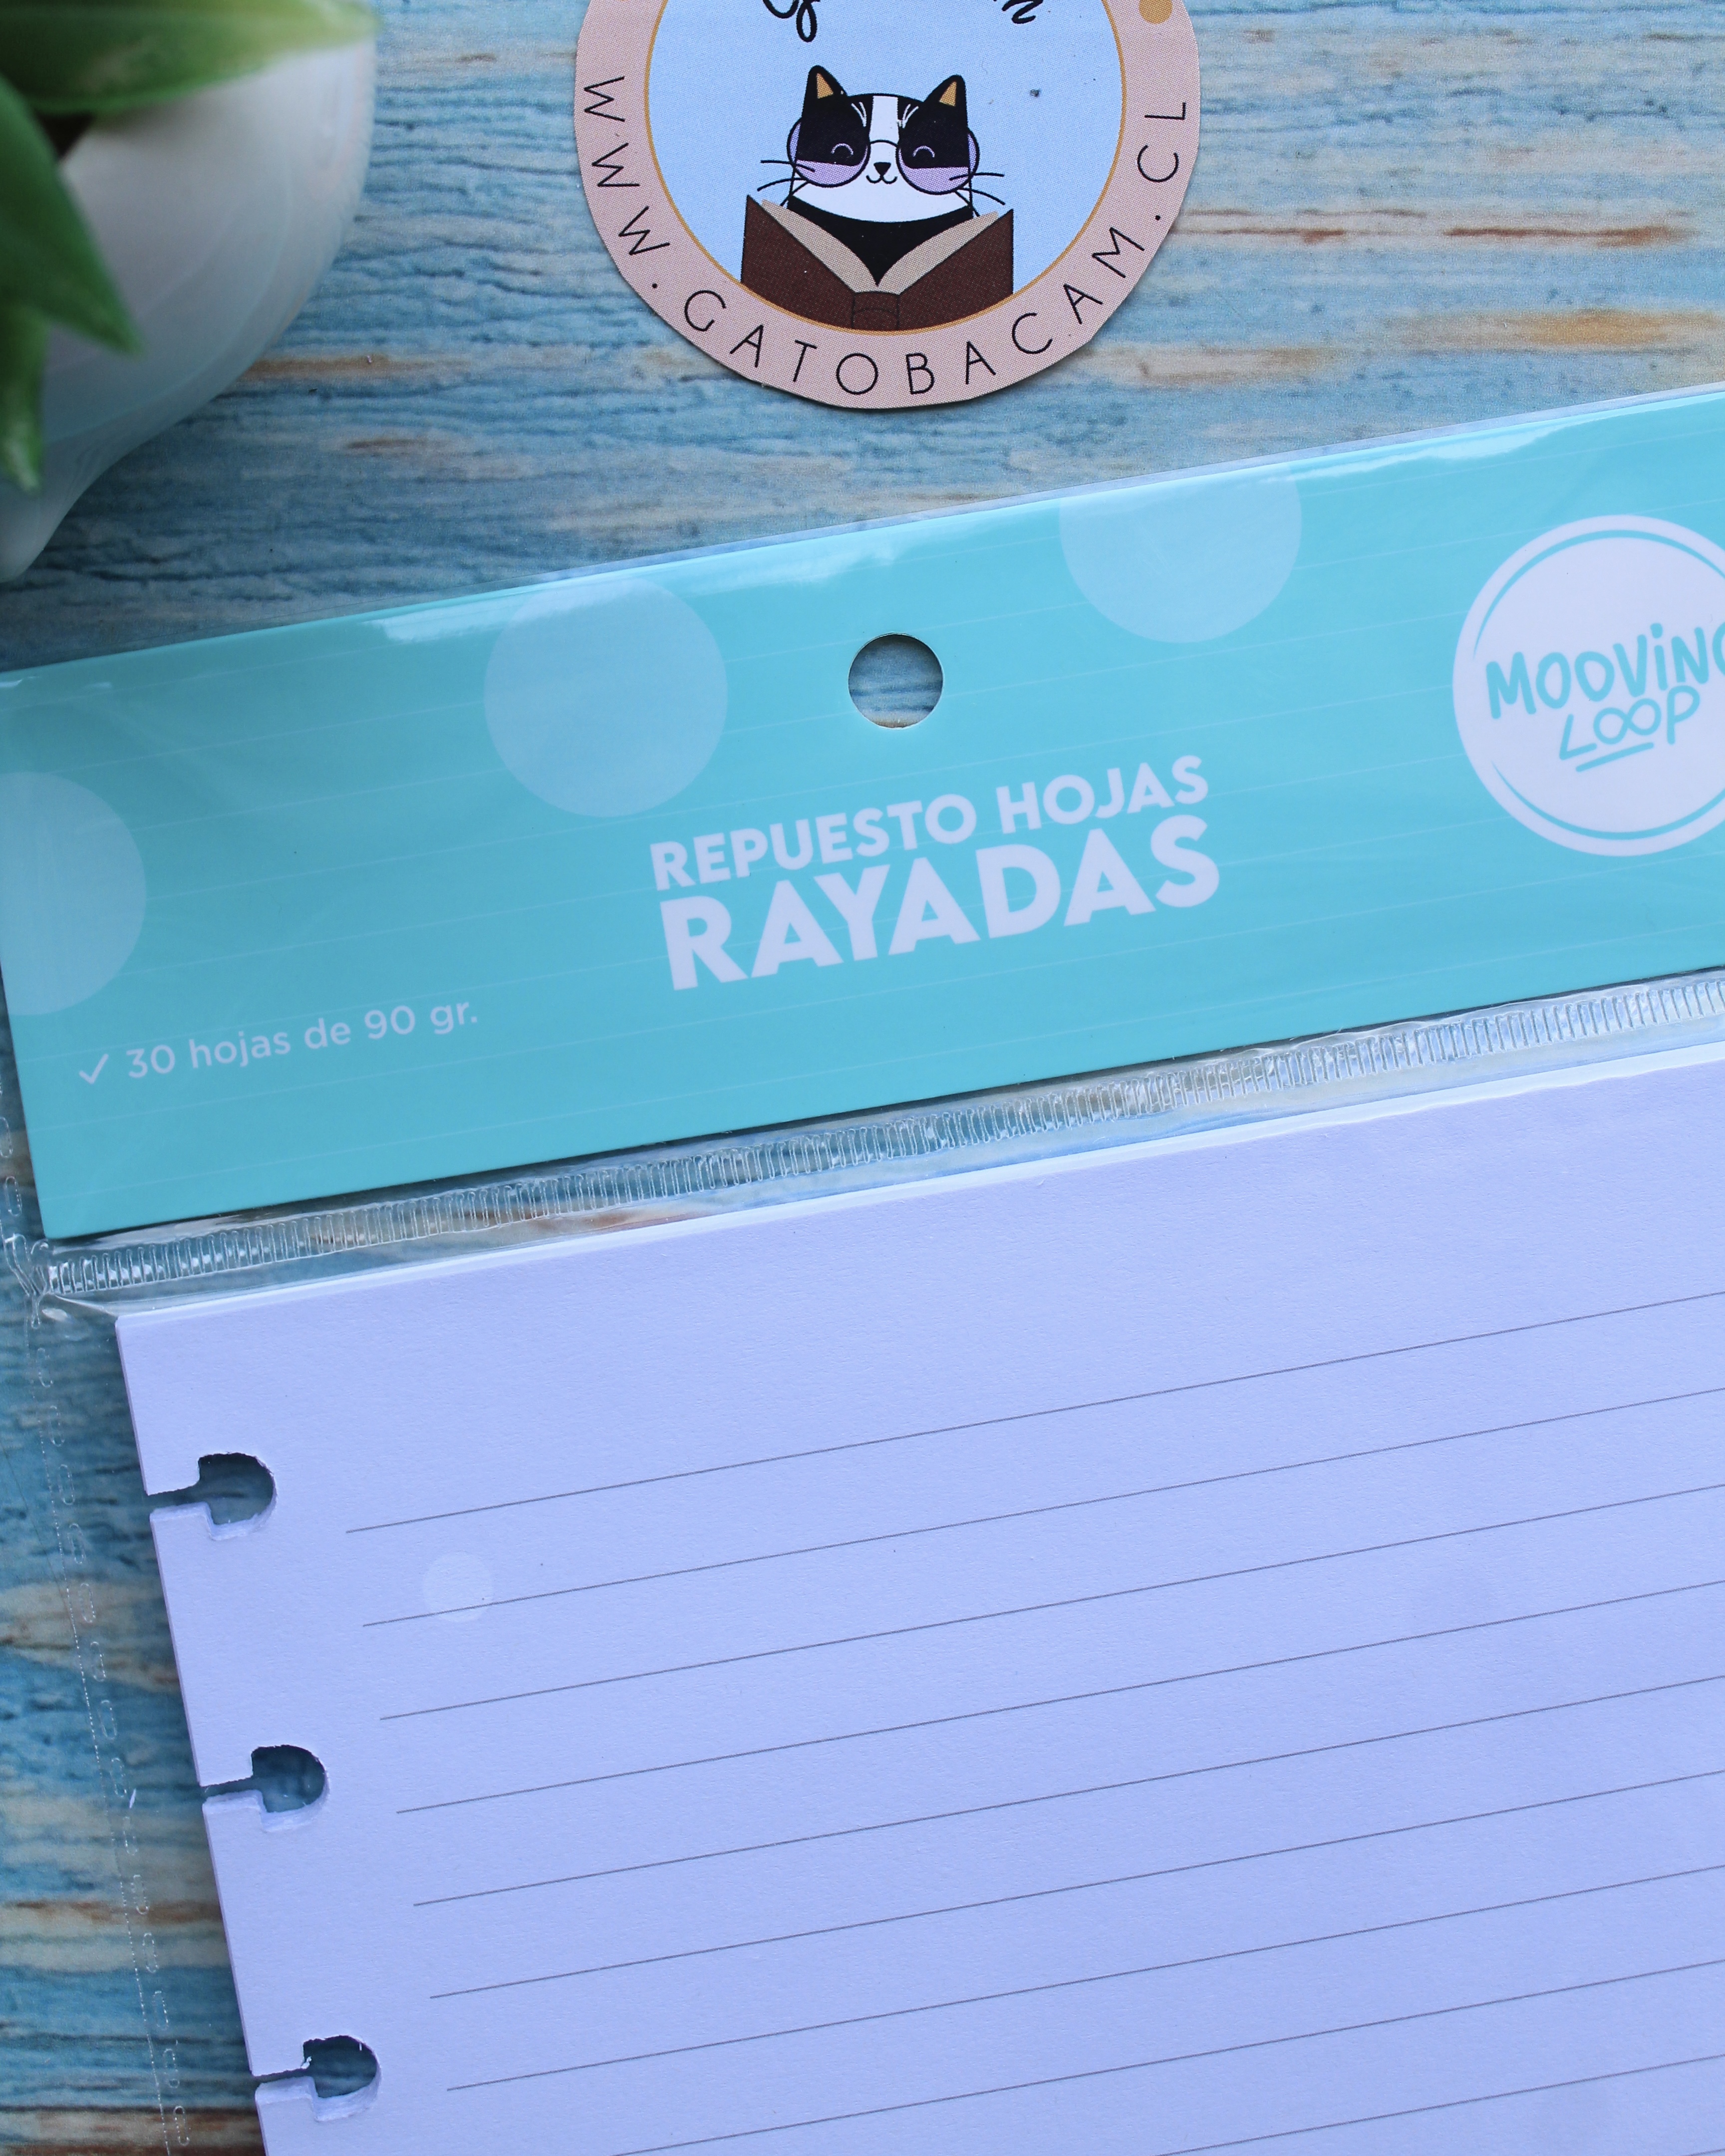 WWW.GATOBACAM.CL
MOOVING
LOOP
REPUESTO HOJAS
RAYADAS
✓ 30 hojas de 90 gr.